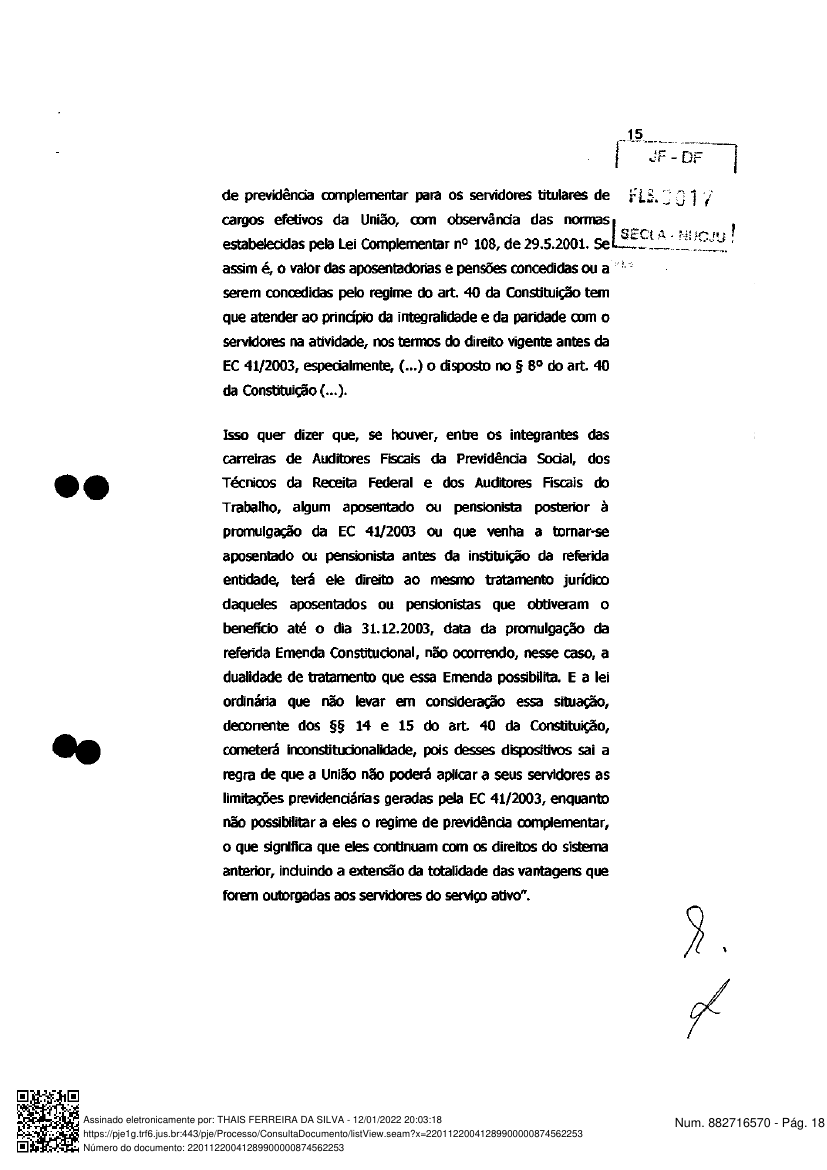 15
JF - DF
FLS.0017
SECLA - NUCJU
de previdência complementar para os servidores titulares de
cargos efetivos da União, com observância das normas
estabelecidas pela Lei Complementar nº 108, de 29.5.2001. Se
assim é, o valor das aposentadorias e pensões concedidas ou a
serem concedidas pelo regime do art. 40 da Constituição tem
que atender ao princípio da integralidade e da paridade com o
servidores na atividade, nos termos do direito vigente antes da
EC 41/2003, especialmente, (...) o disposto no § 8º do art. 40
da Constituição (...).
Isso quer dizer que, se houver, entre os integrantes das
carreiras de Auditores Fiscais da Previdência Social, dos
Técnicos da Receita Federal e dos Auditores Fiscais do
Trabalho, algum aposentado ou pensionista posterior à
promulgação da EC 41/2003 ou que venha a tornar-se
aposentado ou pensionista antes da instituição da referida
entidade, terá ele direito ao mesmo tratamento jurídico
daqueles aposentados ou pensionistas que obtiveram o
benefício até o dia 31.12.2003, data da promulgação da
referida Emenda Constitucional, não ocorrendo, nesse caso, a
dualidade de tratamento que essa Emenda possibilita. E a lei
ordinária que não levar em consideração essa situação,
decorrente dos §§ 14 e 15 do art. 40 da Constituição,
cometerá inconstitucionalidade, pois desses dispositivos sai a
regra de que a União não poderá aplicar a seus servidores as
limitações previdenciárias geradas pela EC 41/2003, enquanto
não possibilitar a eles o regime de previdência complementar,
o que significa que eles continuam com os direitos do sistema
anterior, incluindo a extensão da totalidade das vantagens que
forem outorgadas aos servidores do serviço ativo”.
Assinado eletronicamente por: THAIS FERREIRA DA SILVA - 12/01/2022 20:03:18
https://pje1g.trf6.jus.br:443/pje/Processo/ConsultaDocumento/listView.seam?x=22011220041289900000874562253
Número do documento: 22011220041289900000874562253
Num. 882716570 - Pág. 18